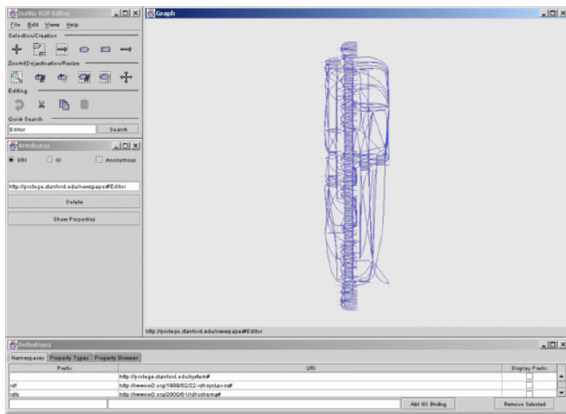 IsaViz RDF Editor
File Edit Views Help
Selection/Creation
Zoom/(De)activation/Resize
Editing
Quick Search
Editor
Search
Attributes
URI ID Anonymous
http://protege.stanford.edu/newspaper#Editor
Delete
Show Properties
Graph
http://protege.stanford.edu/newspaper#Editor
Definitions
Namespaces Property Types Property Browser
Prefix URI Display Prefix
http://protege.stanford.edu/system#
rdf http://www.w3.org/1999/02/22-rdf-syntax-ns#
rdfs http://www.w3.org/2000/01/rdf-schema#
Add NS Binding Remove Selected